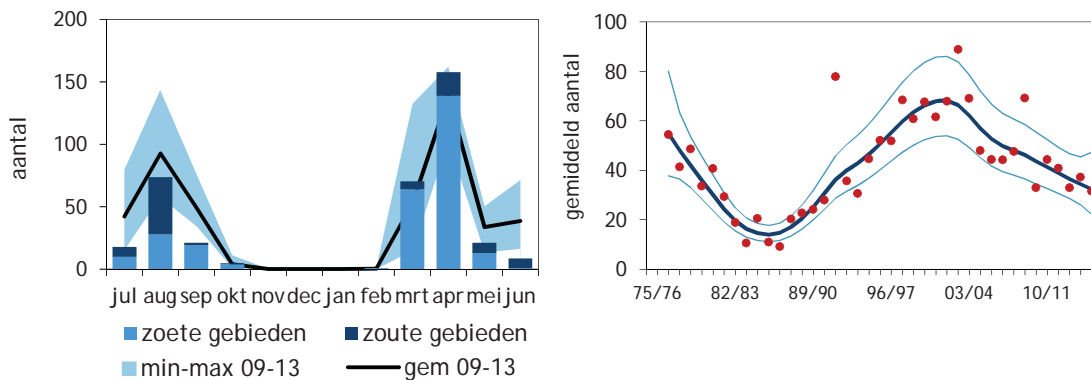 aantal
200
150
100
50
0
jul aug sep okt nov dec jan feb mrt apr mei jun
zoete gebieden
zoute gebieden
min-max 09-13
gem 09-13
gemiddeld aantal
100
80
60
40
20
0
75/76 82/83 89/90 96/97 03/04 10/11